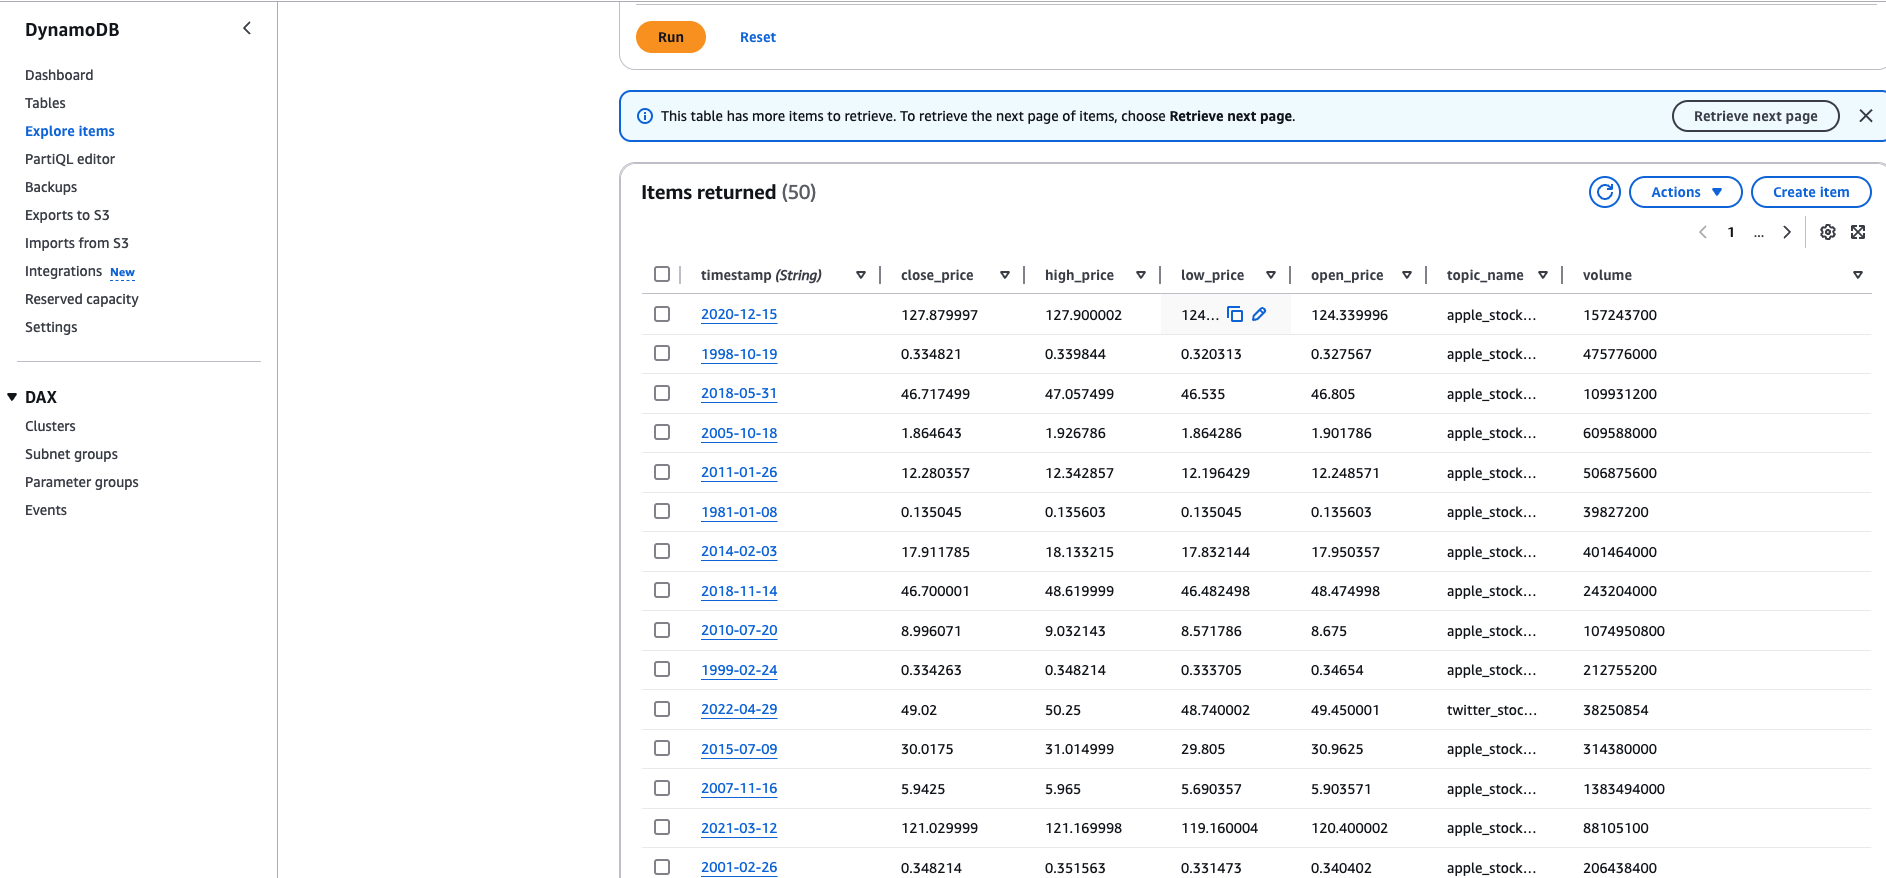 DynamoDB
Dashboard
Tables
Explore items
PartiQL editor
Backups
Exports to S3
Imports from S3
Integrations New
Reserved capacity
Settings
DAX
Clusters
Subnet groups
Parameter groups
Events
Run Reset
This table has more items to retrieve. To retrieve the next page of items, choose Retrieve next page. Retrieve next page
Items returned (50) Actions Create item
1 ...
timestamp (String) close_price high_price low_price open_price topic_name volume
2020-12-15 127.879997 127.900002 124... 124.339996 apple_stock... 157243700
1998-10-19 0.334821 0.339844 0.320313 0.327567 apple_stock... 475776000
2018-05-31 46.717499 47.057499 46.535 46.805 apple_stock... 109931200
2005-10-18 1.864643 1.926786 1.864286 1.901786 apple_stock... 609588000
2011-01-26 12.280357 12.342857 12.196429 12.248571 apple_stock... 506875600
1981-01-08 0.135045 0.135603 0.135045 0.135603 apple_stock... 39827200
2014-02-03 17.911785 18.133215 17.832144 17.950357 apple_stock... 401464000
2018-11-14 46.700001 48.619999 46.482498 48.474998 apple_stock... 243204000
2010-07-20 8.996071 9.032143 8.571786 8.675 apple_stock... 1074950800
1999-02-24 0.334263 0.348214 0.333705 0.34654 apple_stock... 212755200
2022-04-29 49.02 50.25 48.740002 49.450001 twitter_stoc... 38250854
2015-07-09 30.0175 31.014999 29.805 30.9625 apple_stock... 314380000
2007-11-16 5.9425 5.965 5.690357 5.903571 apple_stock... 1383494000
2021-03-12 121.029999 121.169998 119.160004 120.400002 apple_stock... 88105100
2001-02-26 0.348214 0.351563 0.331473 0.340402 apple_stock... 206438400